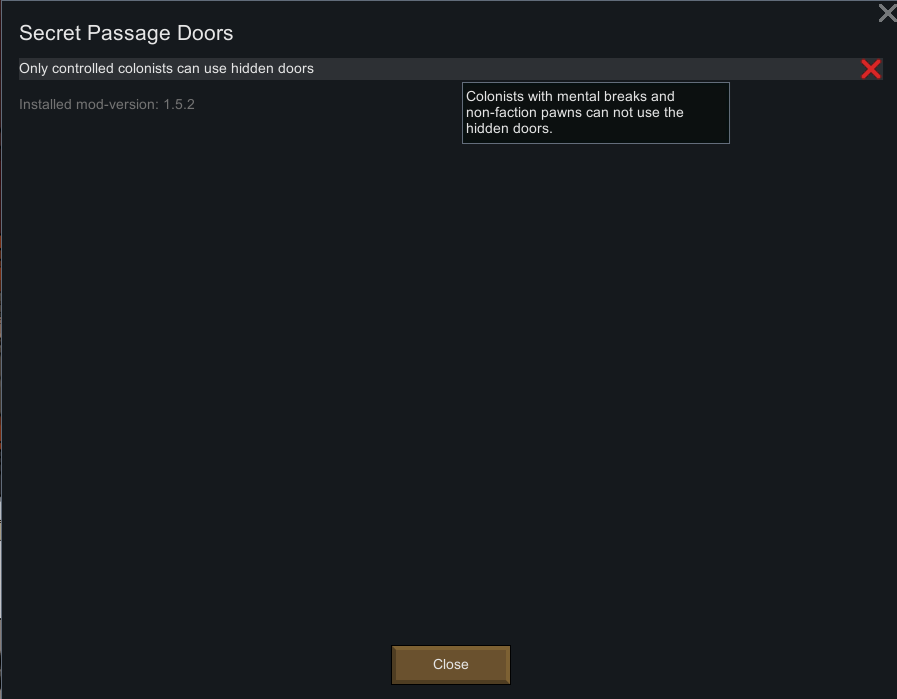 Secret Passage Doors
Only controlled colonists can use hidden doors
Installed mod-version: 1.5.2
Colonists with mental breaks and
non-faction pawns can not use the
hidden doors.
Close